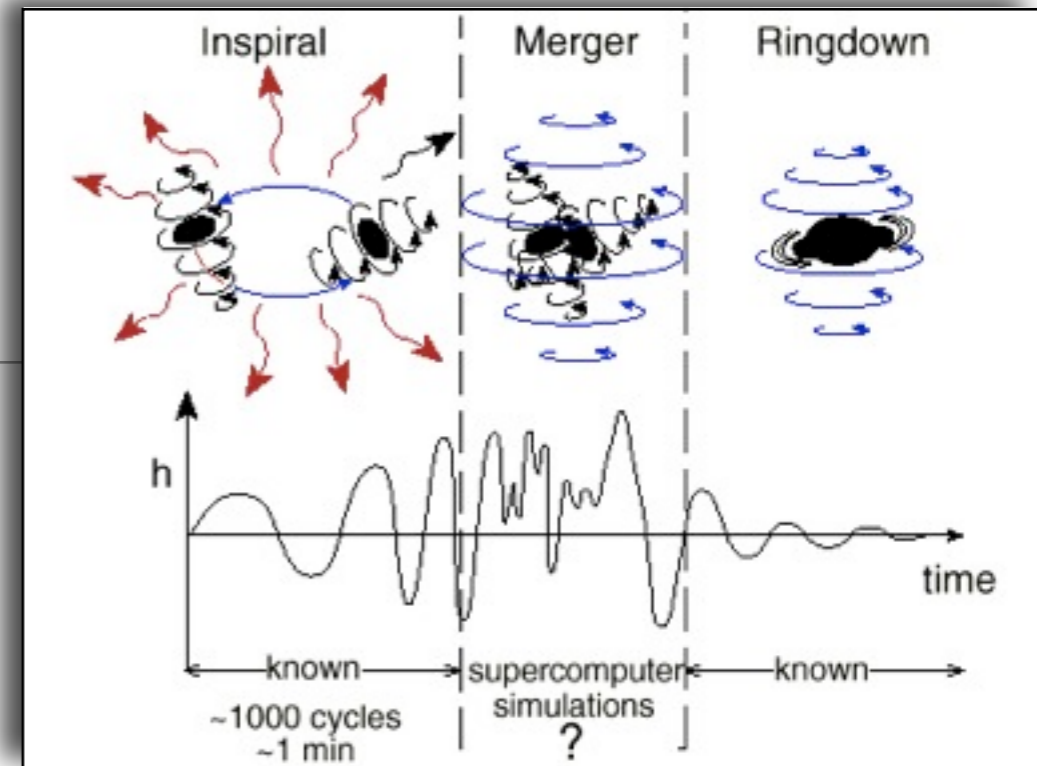 Inspiral
Merger
Ringdown
h
time
known
supercomputer
simulations
?
known
~1000 cycles
~1 min